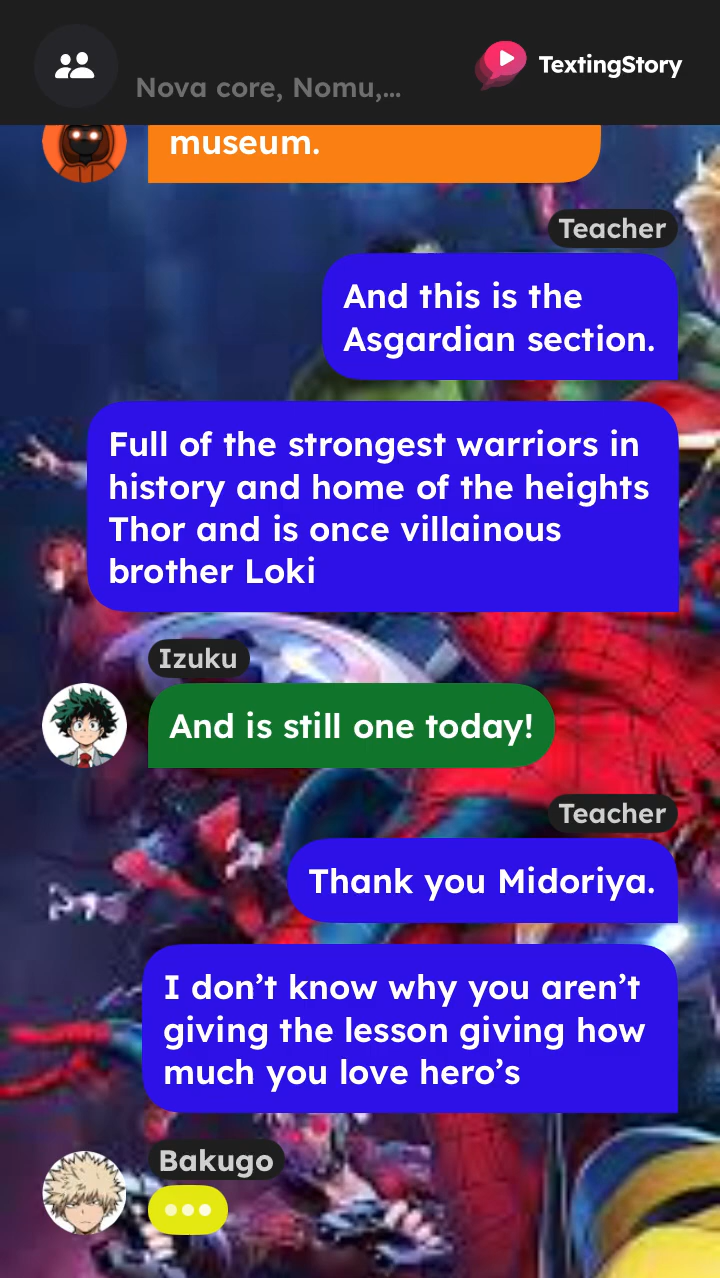 Nova core, Nomu,...
TextingStory
museum.
Teacher
And this is the
Asgardian section.
Full of the strongest warriors in
history and home of the heights
Thor and is once villainous
brother Loki
Izuku
And is still one today!
Teacher
Thank you Midoriya.
I don’t know why you aren’t
giving the lesson giving how
much you love hero’s
Bakugo